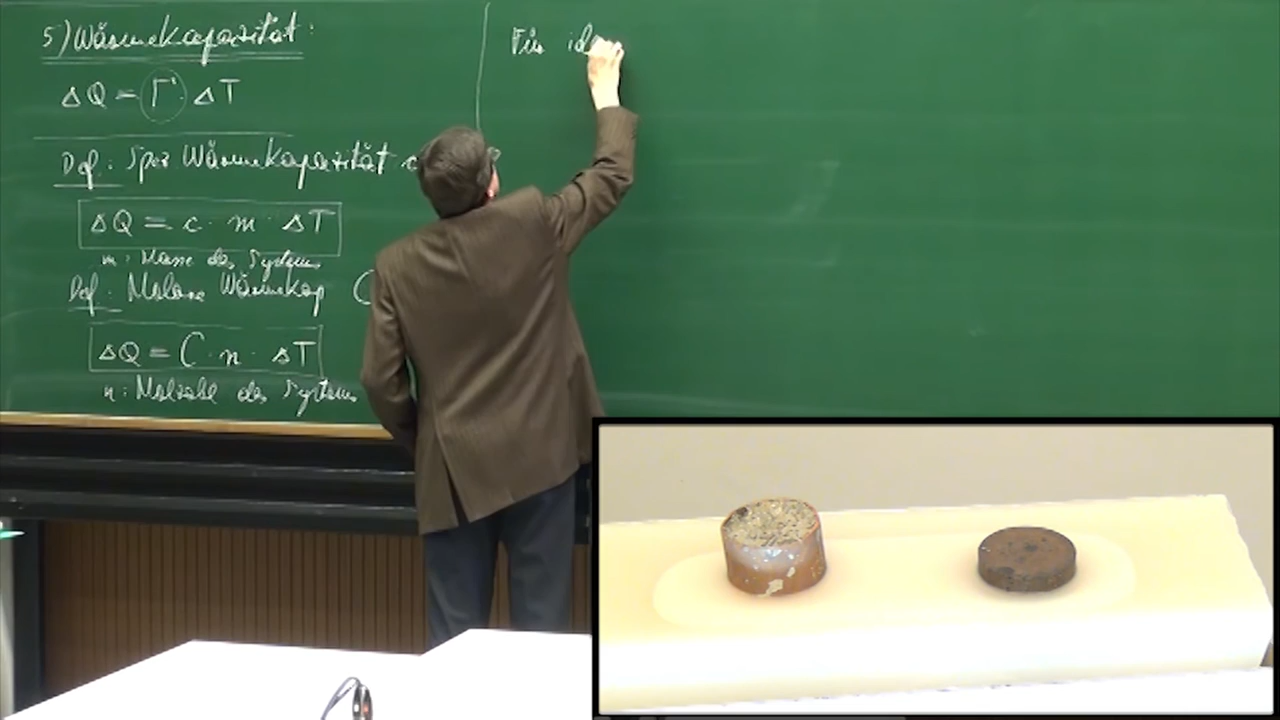 5) Wärmekapazität:
ΔQ = Γ · ΔT
Def: Spez Wärmekapazität c
ΔQ = c · m · ΔT
m: Masse des Systems
Def: Molare Wärmekap C
ΔQ = C · n · ΔT
n: Molzahl des Systems
Für id